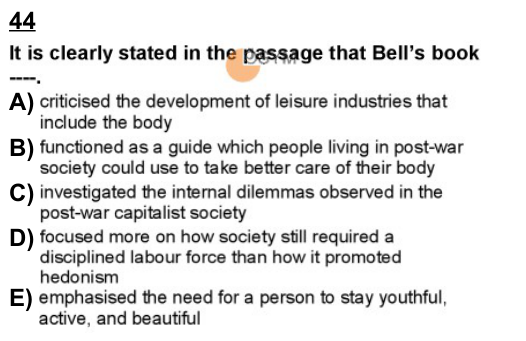 44
It is clearly stated in the passage that Bell's book
----.
A) criticised the development of leisure industries that
include the body
B) functioned as a guide which people living in post-war
society could use to take better care of their body
C) investigated the internal dilemmas observed in the
post-war capitalist society
D) focused more on how society still required a
disciplined labour force than how it promoted
hedonism
E) emphasised the need for a person to stay youthful,
active, and beautiful